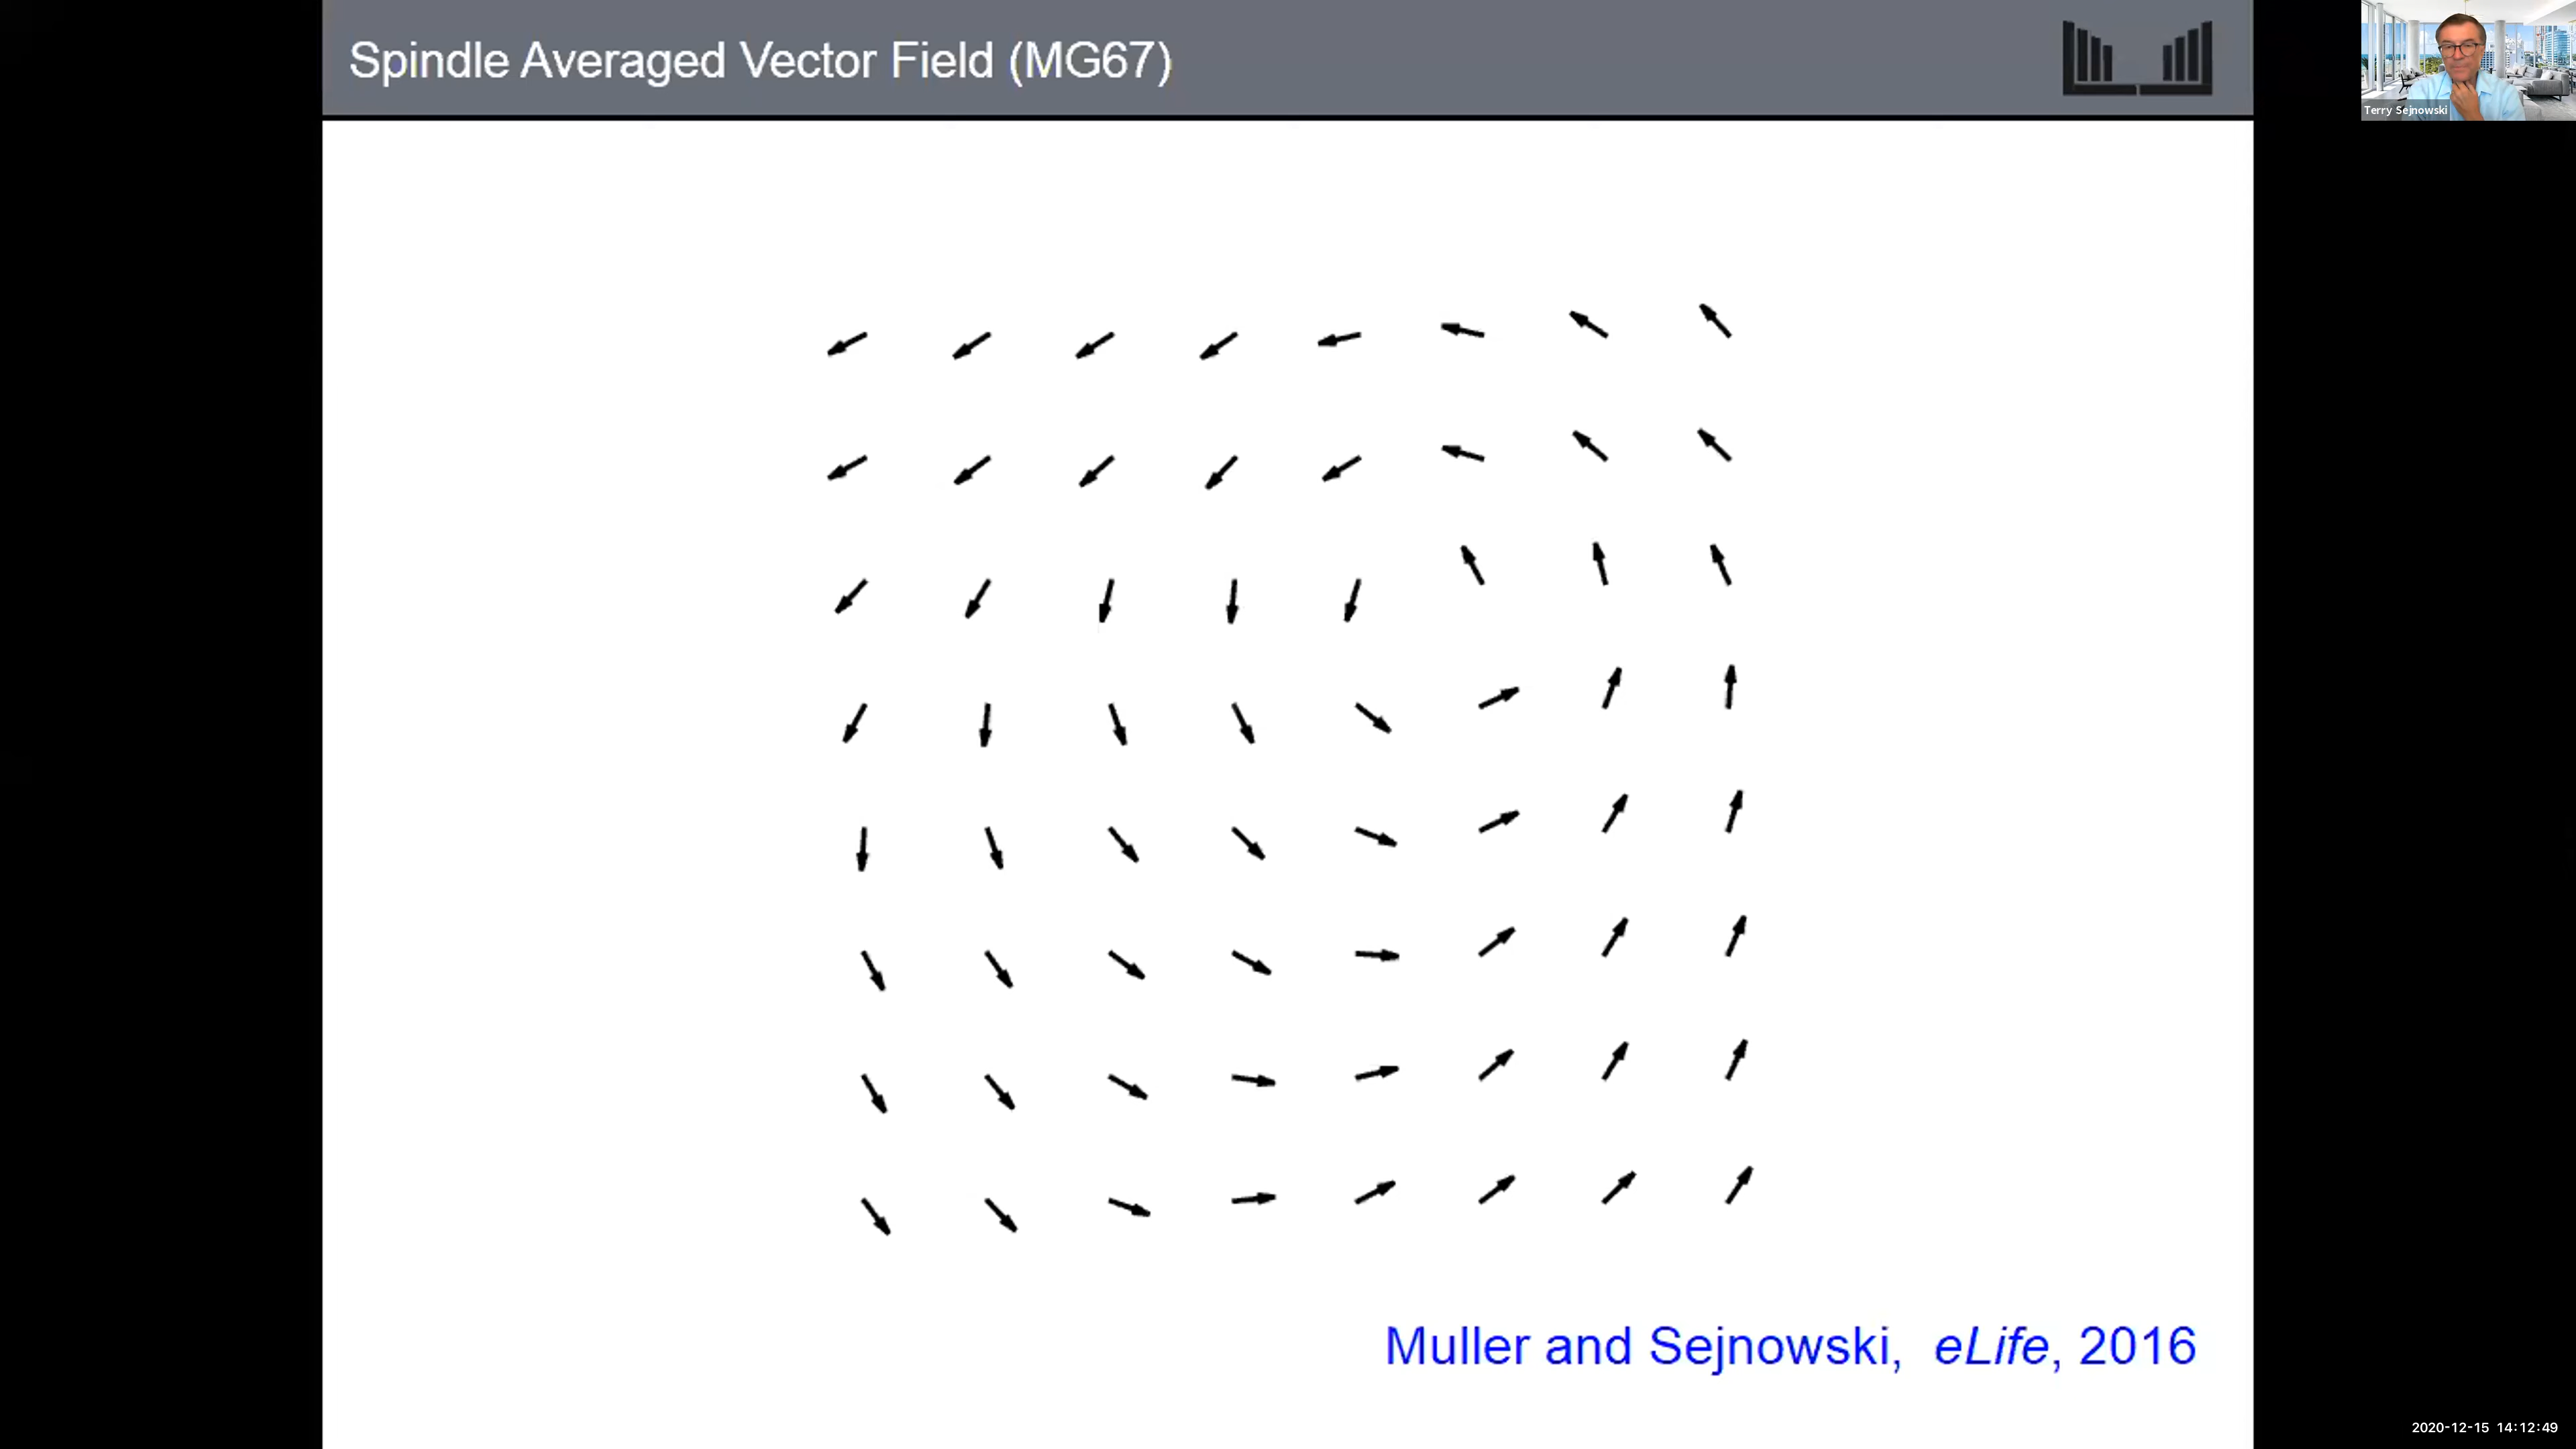 Spindle Averaged Vector Field (MG67)
Terry Sejnowski
Muller and Sejnowski, eLife, 2016
2020-12-15 14:12:49